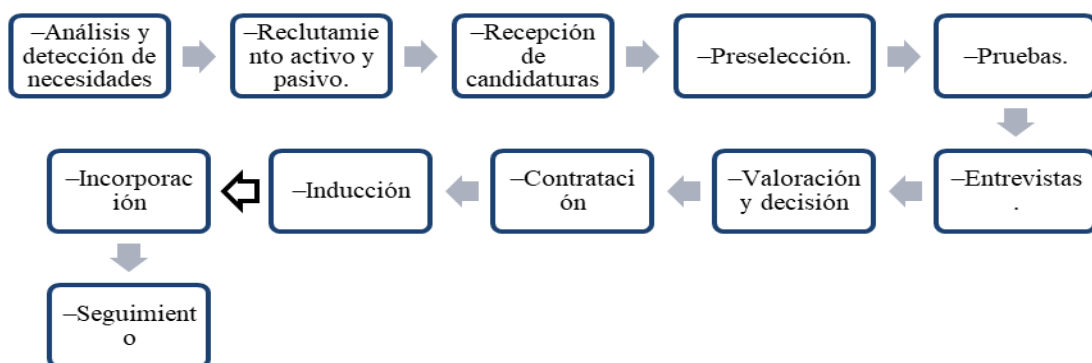 –Análisis y
detección de
necesidades
–Reclutamie
nto activo y
pasivo.
–Recepción
de
candidaturas
–Preselección.
–Pruebas.
–Entrevistas
.
–Valoración
y decisión
–Contrataci
ón
–Inducción
–Incorporac
ión
–Seguimient
o